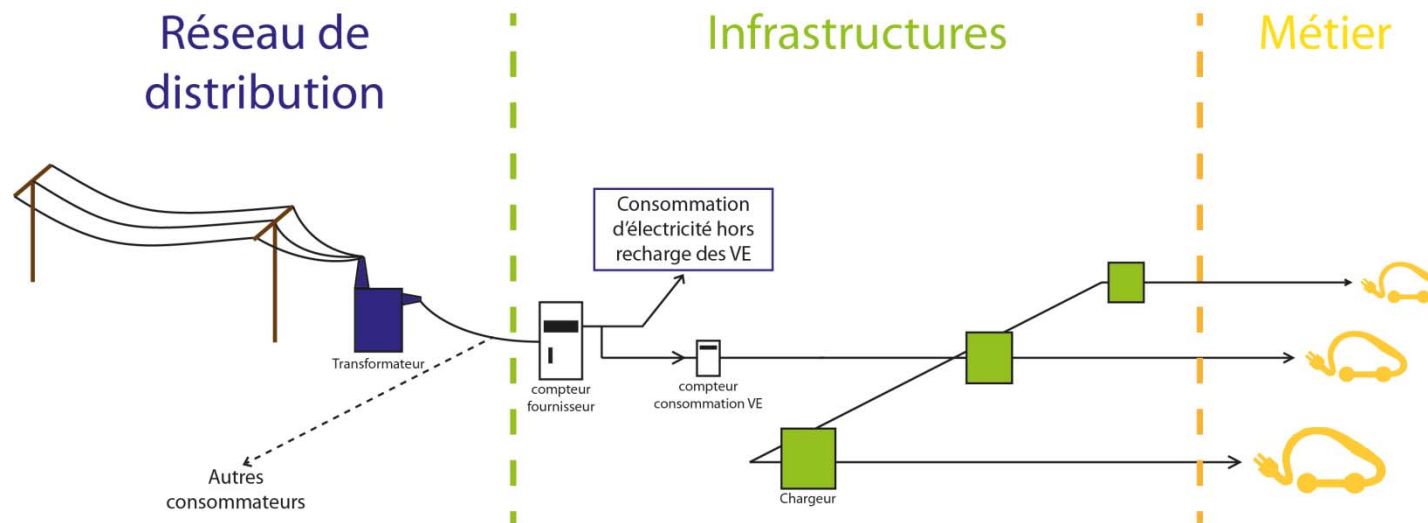 Réseau de
distribution
Infrastructures
Métier
Consommation
d'électricité hors
recharge des VE
Transformateur
compteur
fournisseur
compteur
consommation VE
Autres
consommateurs
Chargeur